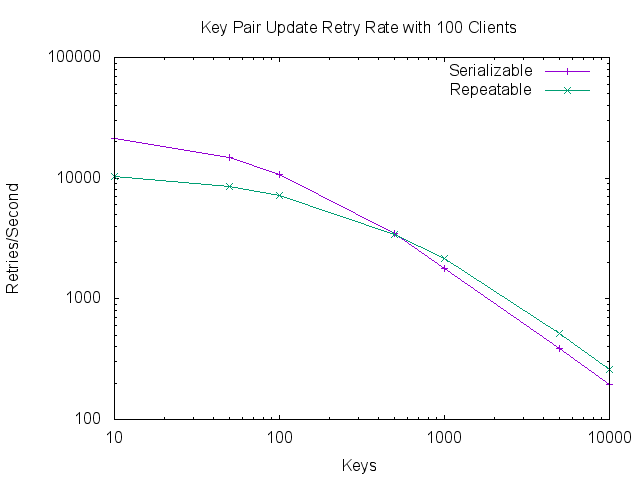 Key Pair Update Retry Rate with 100 Clients
100000
Serializable
Repeatable
10000
Retries/Second
1000
100
10
100
1000
10000
Keys